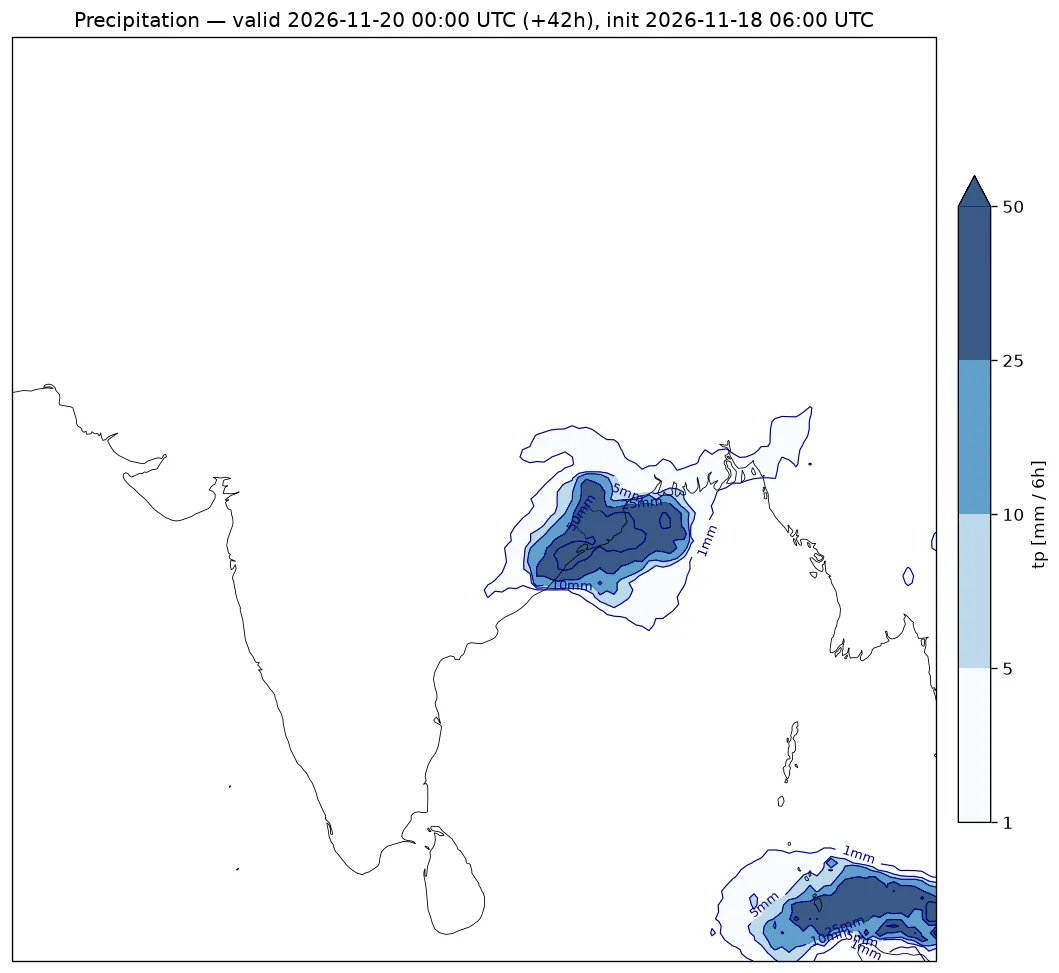 Precipitation — valid 2026-11-20 00:00 UTC (+42h), init 2026-11-18 06:00 UTC
50
25
10
5
1
tp [mm / 6h]
5mm
25mm
50mm
1mm
10mm
1mm
5mm
25mm
10mm
5mm
1mm